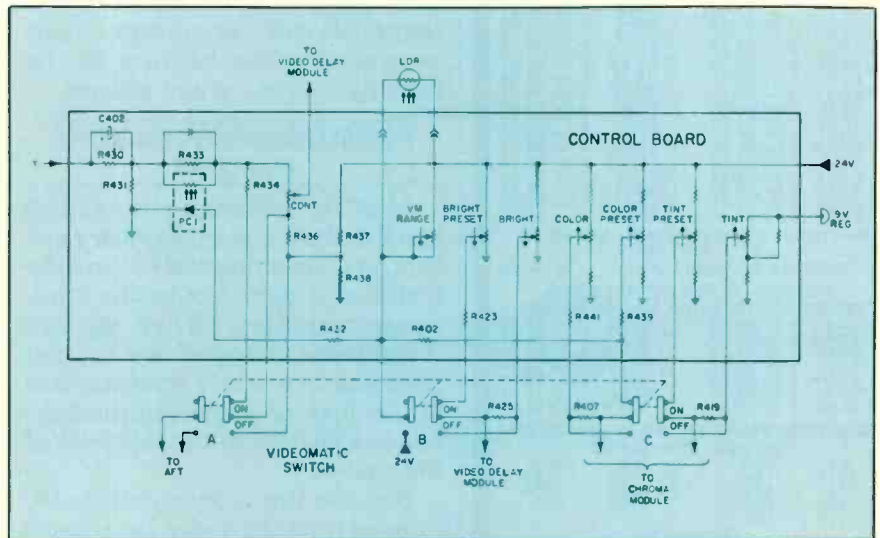 TO
VIDEO DELAY
MODULE
LDR
C402
CONTROL BOARD
R430
R433
24V
R431
R434
CONT
PC1
VM
RANGE
BRIGHT
PRESET
BRIGHT
COLOR
COLOR
PRESET
TINT
PRESET
TINT
9V
REG
R436
R437
R438
R423
R441
R439
R432
R402
ON
OFF
A
ON
OFF
B
R425
R407
ON
OFF
C
R419
TO
AFT
VIDEOMATIC
SWITCH
24V
TO
VIDEO DELAY
MODULE
TO
CHROMA
MODULE